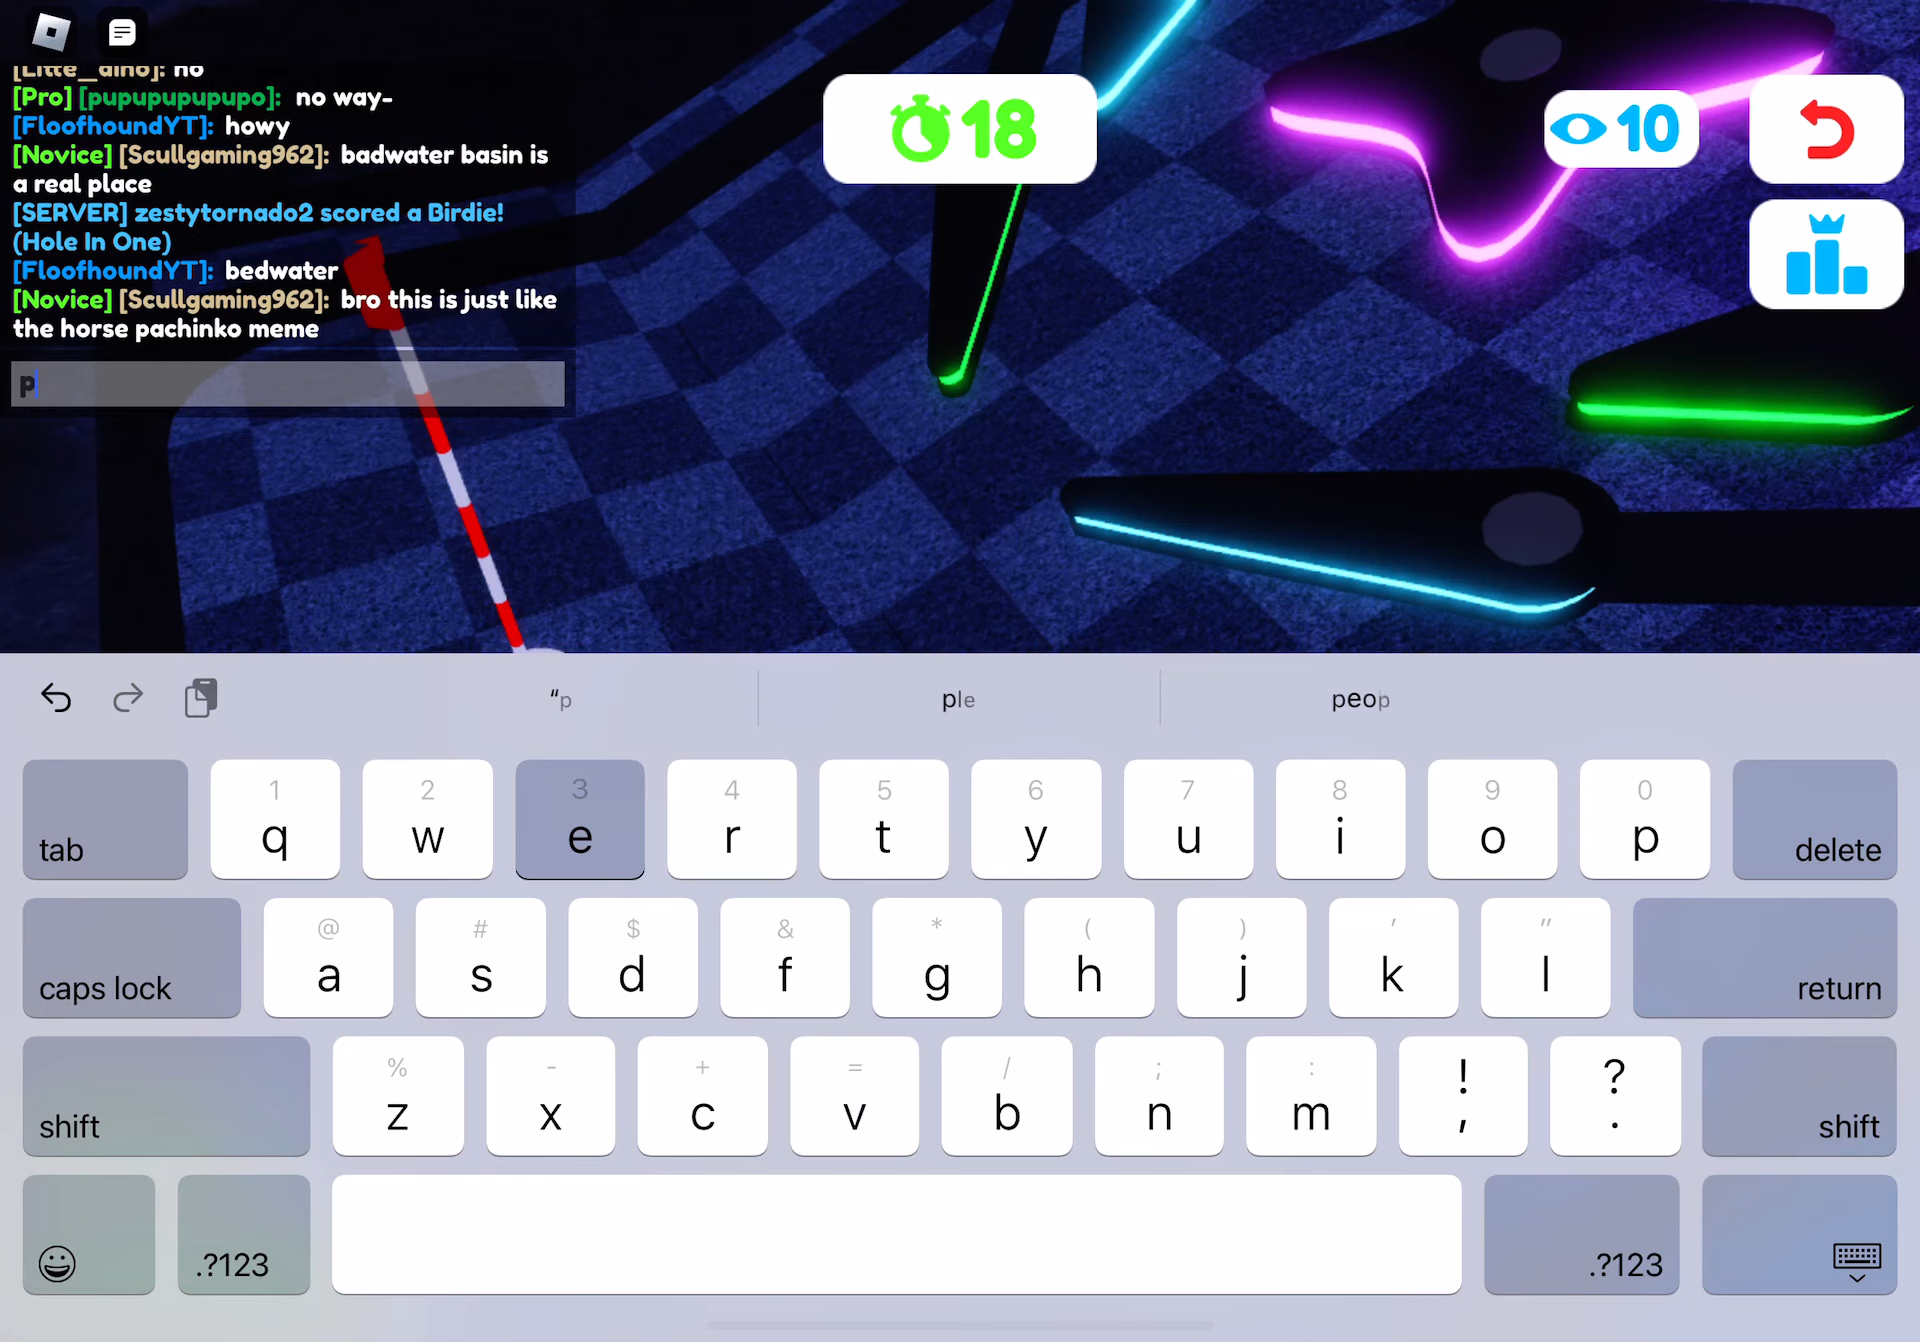 [Litte_dino]: no
[Pro] [pupupupupupo]: no way-
[FloofhoundYT]: howy
[Novice] [Scullgaming962]: badwater basin is
a real place
[SERVER] zestytornado2 scored a Birdie!
(Hole In One)
[FloofhoundYT]: bedwater
[Novice] [Scullgaming962]: bro this is just like
the horse pachinko meme
p
18
10
“p ple peop
1 2 3 4 5 6 7 8 9 0
tab q w e r t y u i o p delete
@ # $ & * ( ) ' "
caps lock a s d f g h j k l return
% - + = / ; : ! ?
shift z x c v b n m , . shift
.?123 .?123